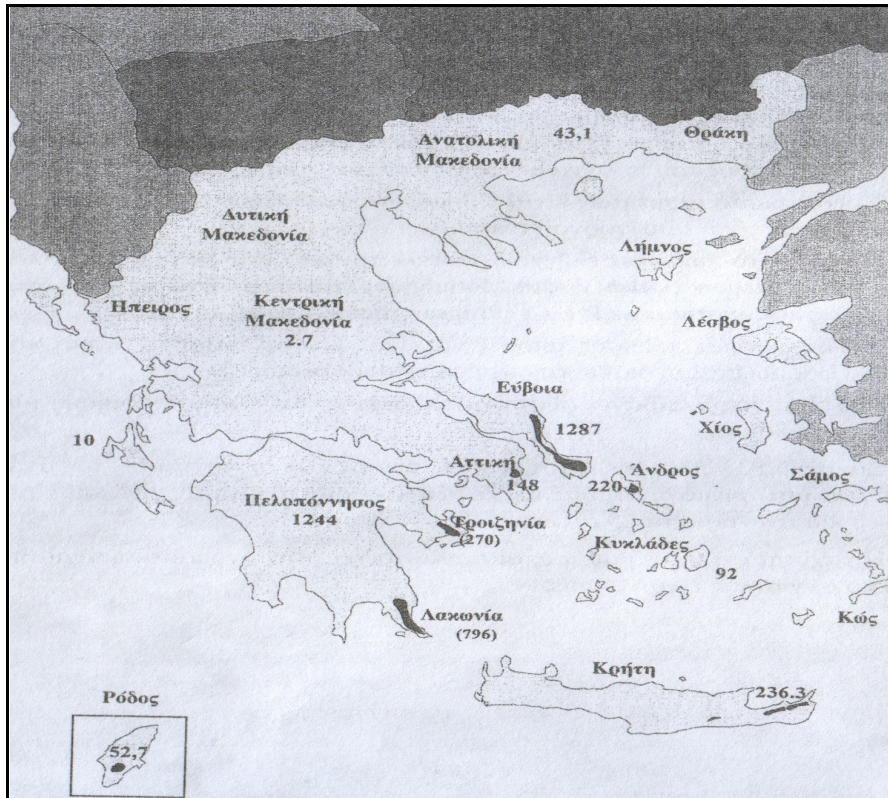 Ανατολική
Μακεδονία
43,1
Θράκη
Δυτική
Μακεδονία
Λήμνος
Ηπειρος
Κεντρική
Μακεδονία
2.7
Λέσβος
Εύβοια
1287
Χίος
10
Αττική
148
220
Άνδρος
Σάμος
Πελοπόννησος
1244
Τροιζηνία
(270)
Κυκλάδες
92
Λακωνία
(796)
Κώς
Κρήτη
236.3
Ρόδος
52,7